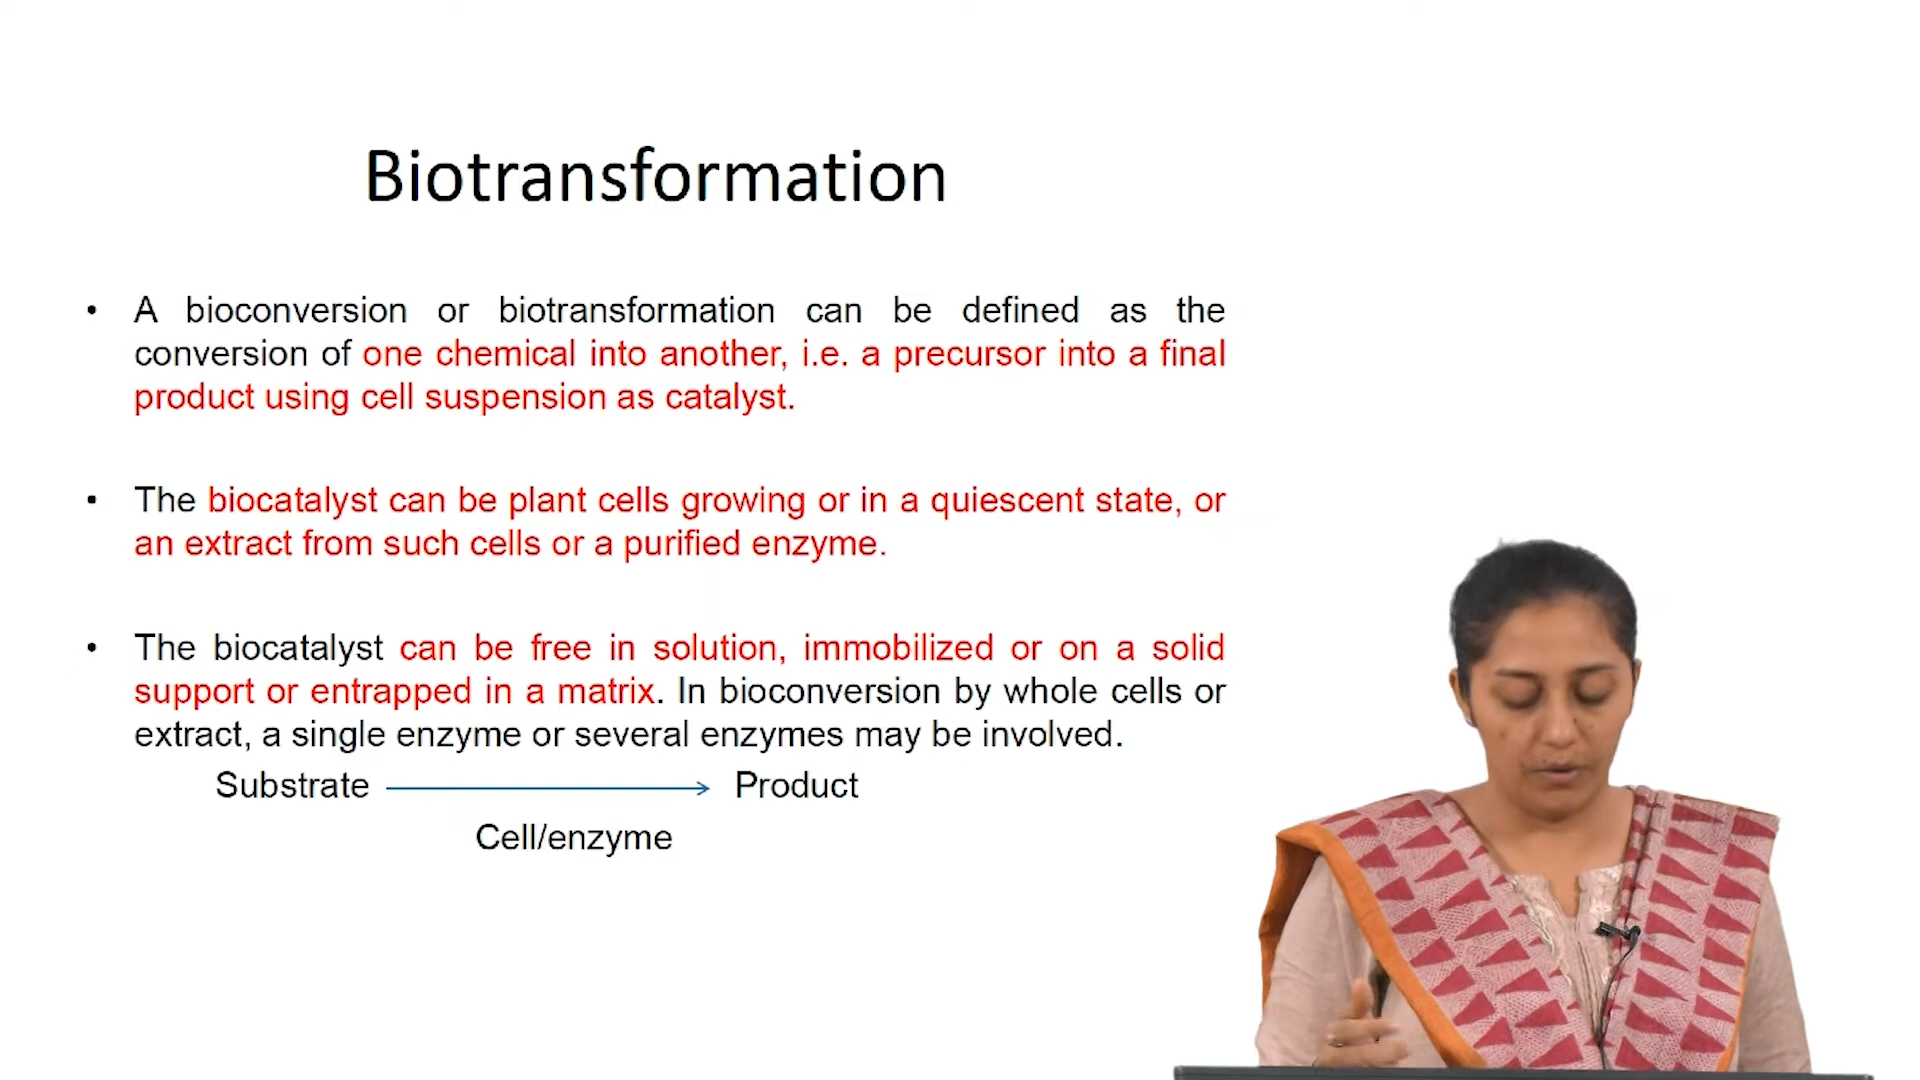 Biotransformation
• A bioconversion or biotransformation can be defined as the
conversion of one chemical into another, i.e. a precursor into a final
product using cell suspension as catalyst.
• The biocatalyst can be plant cells growing or in a quiescent state, or
an extract from such cells or a purified enzyme.
• The biocatalyst can be free in solution, immobilized or on a solid
support or entrapped in a matrix. In bioconversion by whole cells or
extract, a single enzyme or several enzymes may be involved.
Substrate → Product
Cell/enzyme